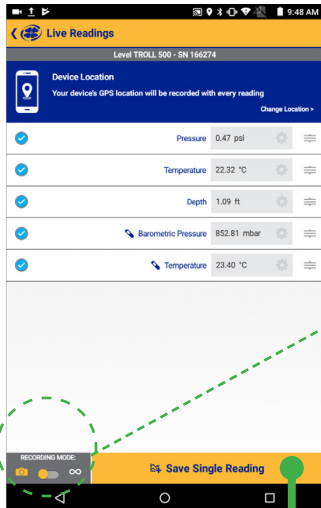 9:48 AM
Live Readings
Level TROLL 500 - SN 166274
Device Location
Your device's GPS location will be recorded with every reading
Change Location >
Pressure 0.47 psi
Temperature 22.32 °C
Depth 1.09 ft
Barometric Pressure 852.81 mbar
Temperature 23.40 °C
RECORDING MODE:
Save Single Reading